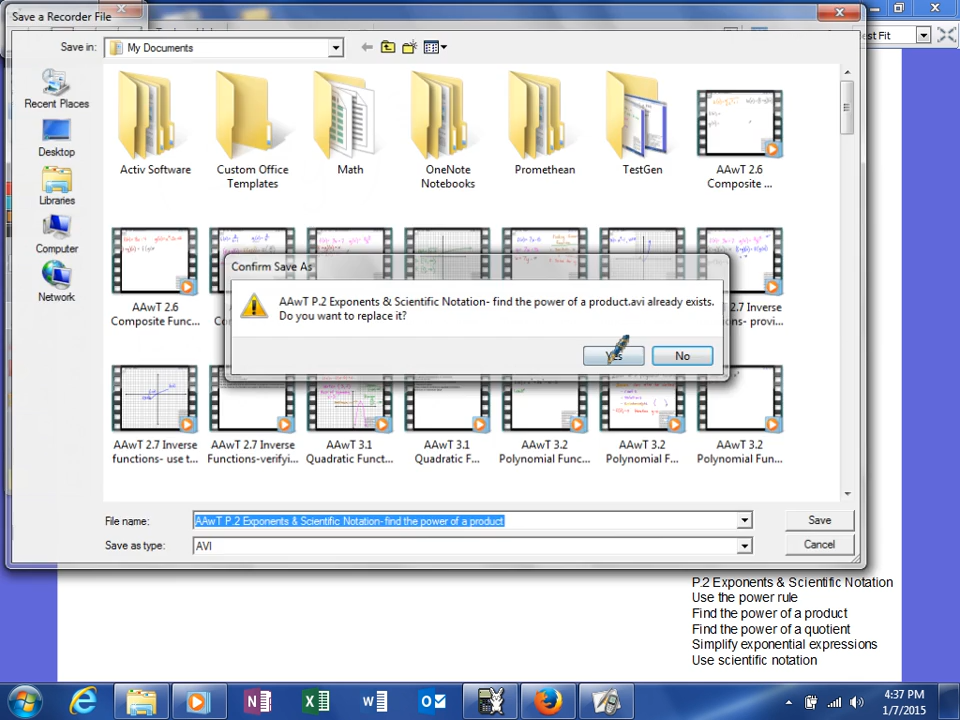 Save a Recorder File
est Fit
Save in:
My Documents
Recent Places
Desktop
Libraries
Computer
Network
Activ Software
Custom Office
Templates
Math
OneNote
Notebooks
Promethean
TestGen
AAwT 2.6
Composite ...
AAwT 2.6
Composite Func...
2.7 Inverse
ons- provi...
Confirm Save As
AAwT P.2 Exponents & Scientific Notation- find the power of a product.avi already exists.
Do you want to replace it?
Yes
No
AAwT 2.7 Inverse
functions- use t...
AAwT 2.7 Inverse
Functions-verifyi...
AAwT 3.1
Quadratic Funct...
AAwT 3.1
Quadratic F...
AAwT 3.2
Polynomial Func...
AAwT 3.2
Polynomial F...
AAwT 3.2
Polynomial Fun...
File name:
AAwT P.2 Exponents & Scientific Notation- find the power of a product
Save
Save as type:
AVI
Cancel
P.2 Exponents & Scientific Notation
Use the power rule
Find the power of a product
Find the power of a quotient
Simplify exponential expressions
Use scientific notation
4:37 PM
1/7/2015